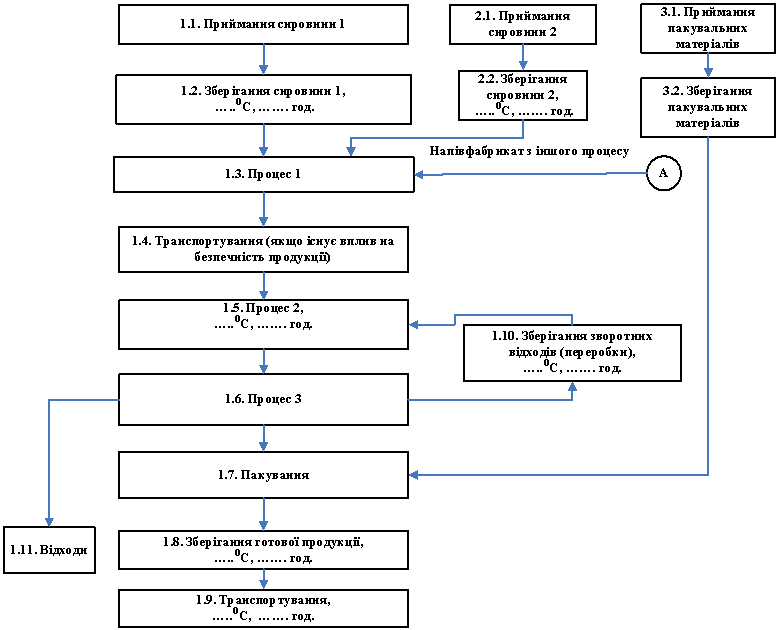 1.1. Приймання сировини 1
2.1. Приймання
сировини 2
3.1. Приймання
пакувальних
матеріалів
1.2. Зберігання сировини 1,
…..⁰С, ……. год.
2.2. Зберігання
сировини 2,
…..⁰С, ……. год.
3.2. Зберігання
пакувальних
матеріалів
Напівфабрикат з іншого процесу
1.3. Процес 1
А
1.4. Транспортування (якщо існує вплив на
безпечність продукції)
1.5. Процес 2,
…..⁰С, ……. год.
1.10. Зберігання зворотних
відходів (переробки),
…..⁰С, ……. год.
1.6. Процес 3
1.7. Пакування
1.11. Відходи
1.8. Зберігання готової продукції,
…..⁰С, ……. год.
1.9. Транспортування,
…..⁰С, ……. год.